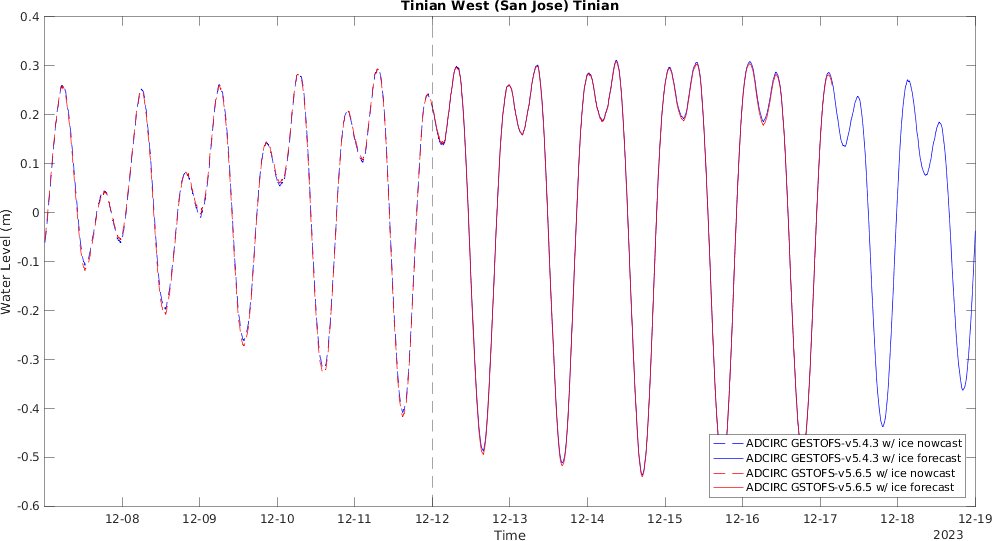 Tinian West (San Jose) Tinian
0.4
0.3
0.2
0.1
0
-0.1
-0.2
-0.3
-0.4
-0.5
-0.6
Water Level (m)
ADCIRC GESTOFS-v5.4.3 w/ ice nowcast
ADCIRC GESTOFS-v5.4.3 w/ ice forecast
ADCIRC GSTOFS-v5.6.5 w/ ice nowcast
ADCIRC GSTOFS-v5.6.5 w/ ice forecast
12-08 12-09 12-10 12-11 12-12 12-13 12-14 12-15 12-16 12-17 12-18 12-19
Time
2023